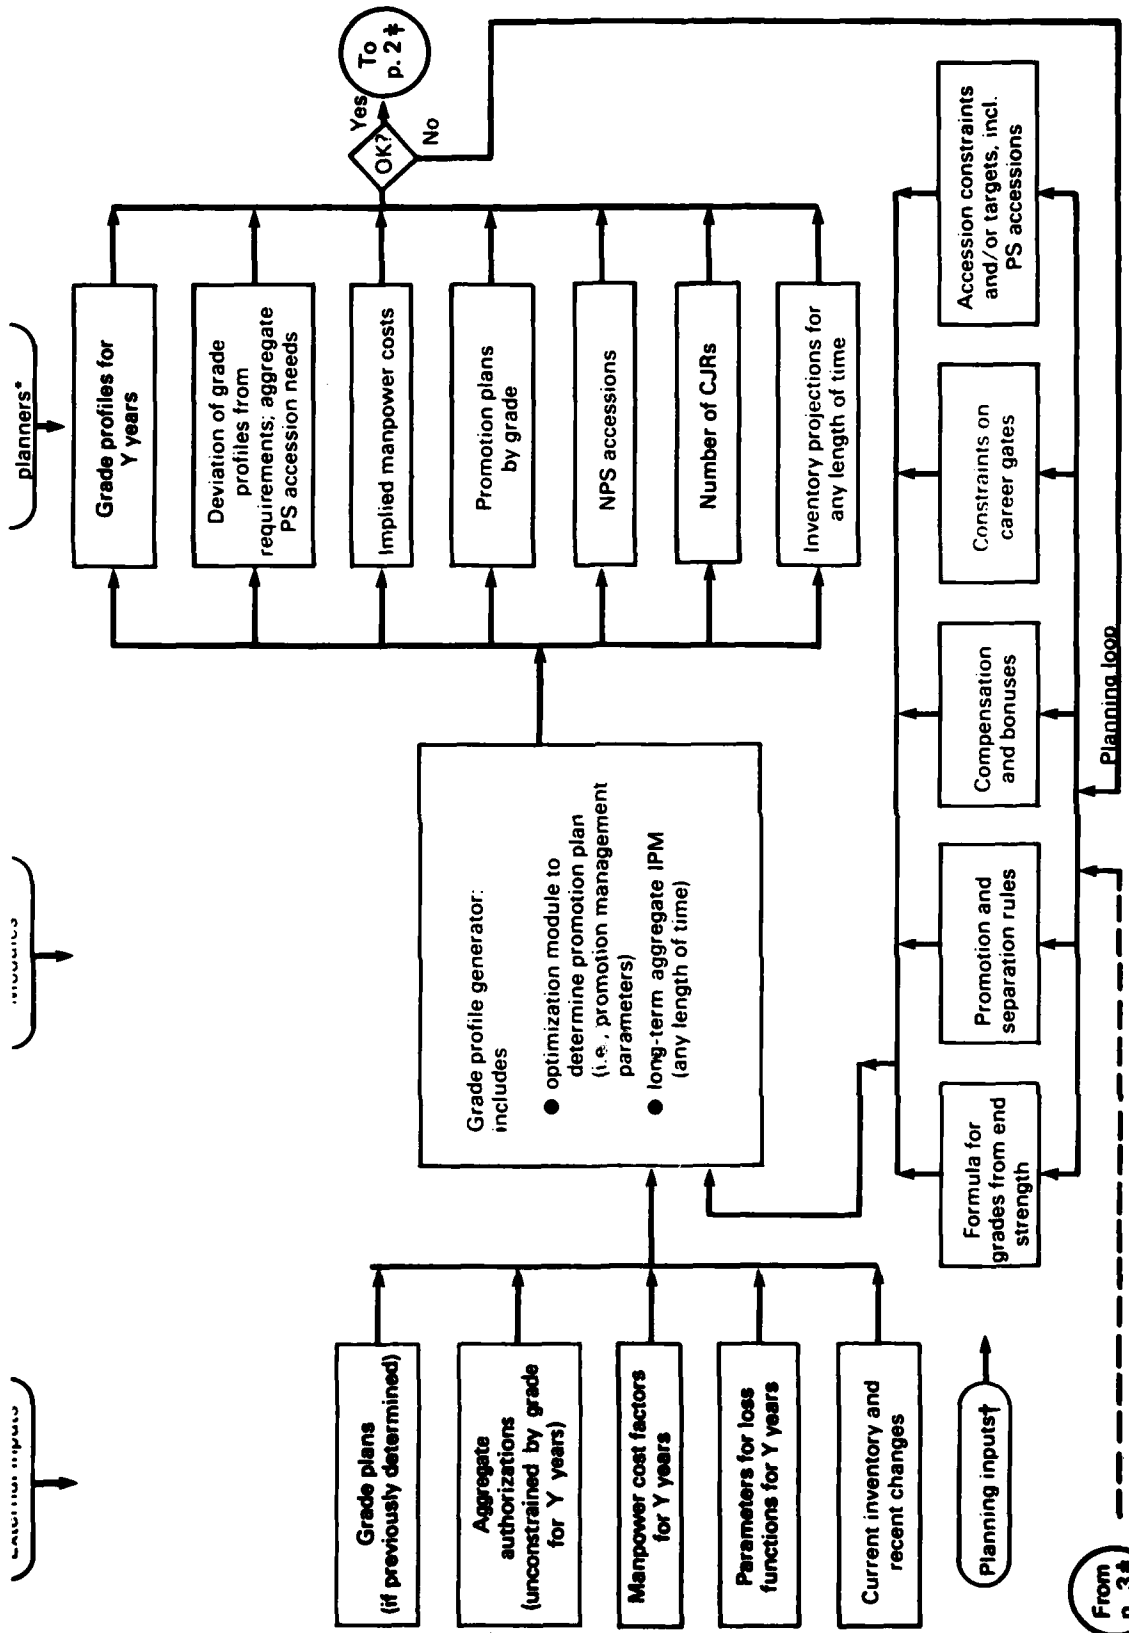 External inputs
Modules
planners*
Grade plans
(if previously determined)
Aggregate
authorizations
(unconstrained by grade
for Y years)
Manpower cost factors
for Y years
Parameters for loss
functions for Y years
Current inventory and
recent changes
Grade profile generator:
includes
● optimization module to
determine promotion plan
(i.e., promotion management
parameters)
● long-term aggregate IPM
(any length of time)
Grade profiles for
Y years
Deviation of grade
profiles from
requirements; aggregate
PS accession needs
Implied manpower costs
Promotion plans
by grade
NPS accessions
Number of CJRs
Inventory projections for
any length of time
OK?
Yes
No
To
p. 2‡
Planning inputs†
Formula for
grades from end
strength
Promotion and
separation rules
Compensation
and bonuses
Constraints on
career gates
Accession constraints
and/or targets, incl.
PS accessions
Planning loop
From
p. 3‡